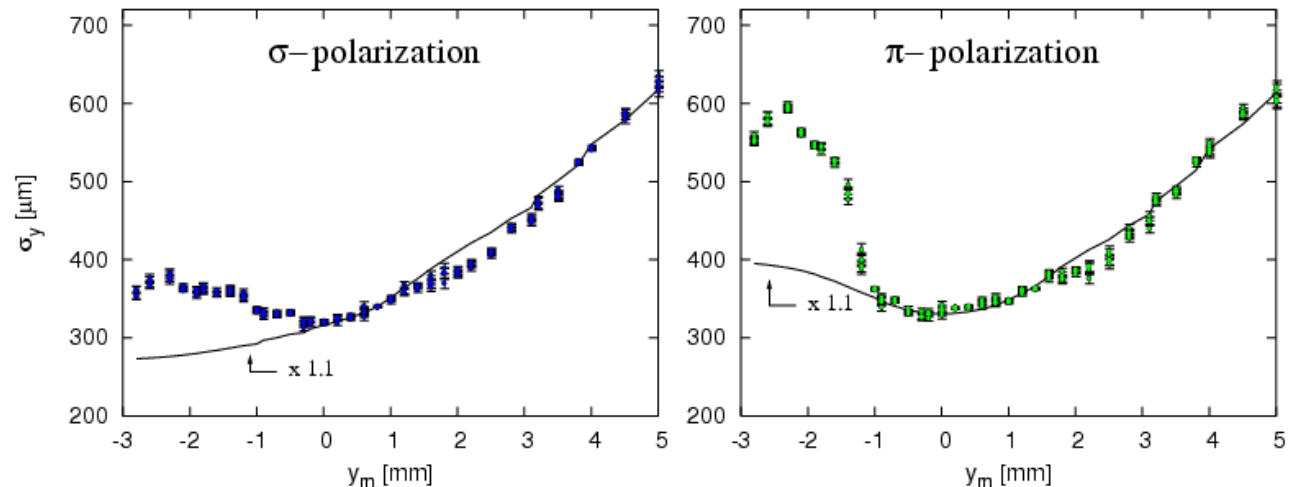 σ–polarization
700
600
500
400
300
200
σy [μm]
x 1.1
-3 -2 -1 0 1 2 3 4 5
ym [mm]
π–polarization
700
600
500
400
300
200
x 1.1
-3 -2 -1 0 1 2 3 4 5
ym [mm]